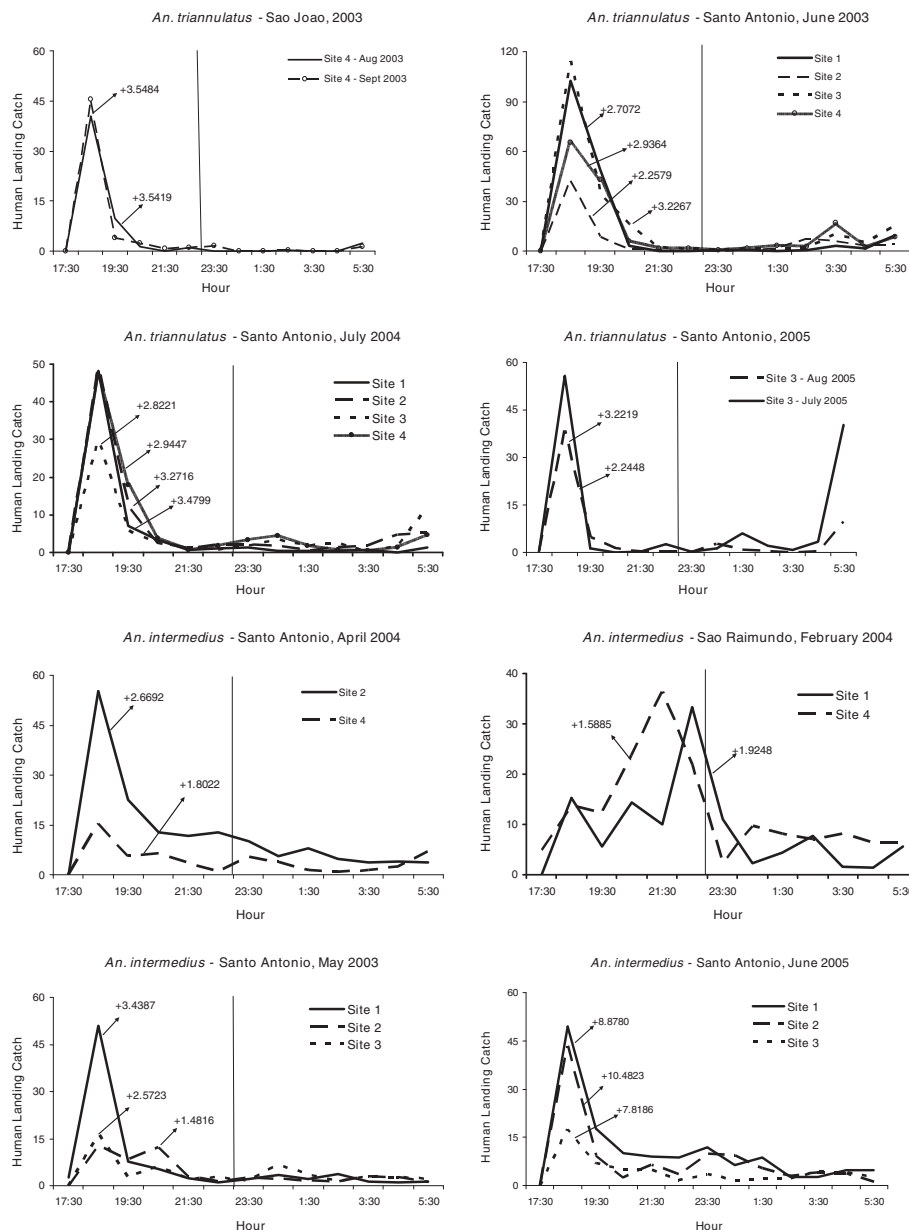 An. triannulatus - Sao Joao, 2003
60
45
30
15
0
Human Landing Catch
+3.5484
+3.5419
Site 4 - Aug 2003
Site 4 - Sept 2003
17:30 19:30 21:30 23:30 1:30 3:30 5:30
Hour
An. triannulatus - Santo Antonio, June 2003
120
90
60
30
0
Human Landing Catch
+2.7072
+2.9364
+2.2579
+3.2267
Site 1
Site 2
Site 3
Site 4
17:30 19:30 21:30 23:30 1:30 3:30 5:30
Hour
An. triannulatus - Santo Antonio, July 2004
50
40
30
20
10
0
Human Landing Catch
+2.8221
+2.9447
+3.2716
+3.4799
Site 1
Site 2
Site 3
Site 4
17:30 19:30 21:30 23:30 1:30 3:30 5:30
Hour
An. triannulatus - Santo Antonio, 2005
60
45
30
15
0
Human Landing Catch
+3.2219
+2.2448
Site 3 - Aug 2005
Site 3 - July 2005
17:30 19:30 21:30 23:30 1:30 3:30 5:30
Hour
An. intermedius - Santo Antonio, April 2004
60
45
30
15
0
Human Landing Catch
+2.6692
+1.8022
Site 2
Site 4
17:30 19:30 21:30 23:30 1:30 3:30 5:30
Hour
An. intermedius - Sao Raimundo, February 2004
40
30
20
10
0
Human Landing Catch
+1.5885
+1.9248
Site 1
Site 4
17:30 19:30 21:30 23:30 1:30 3:30 5:30
Hour
An. intermedius - Santo Antonio, May 2003
60
45
30
15
0
Human Landing Catch
+3.4387
+2.5723
+1.4816
Site 1
Site 2
Site 3
17:30 19:30 21:30 23:30 1:30 3:30 5:30
Hour
An. intermedius - Santo Antonio, June 2005
60
45
30
15
0
Human Landing Catch
+8.8780
+10.4823
+7.8186
Site 1
Site 2
Site 3
17:30 19:30 21:30 23:30 1:30 3:30 5:30
Hour